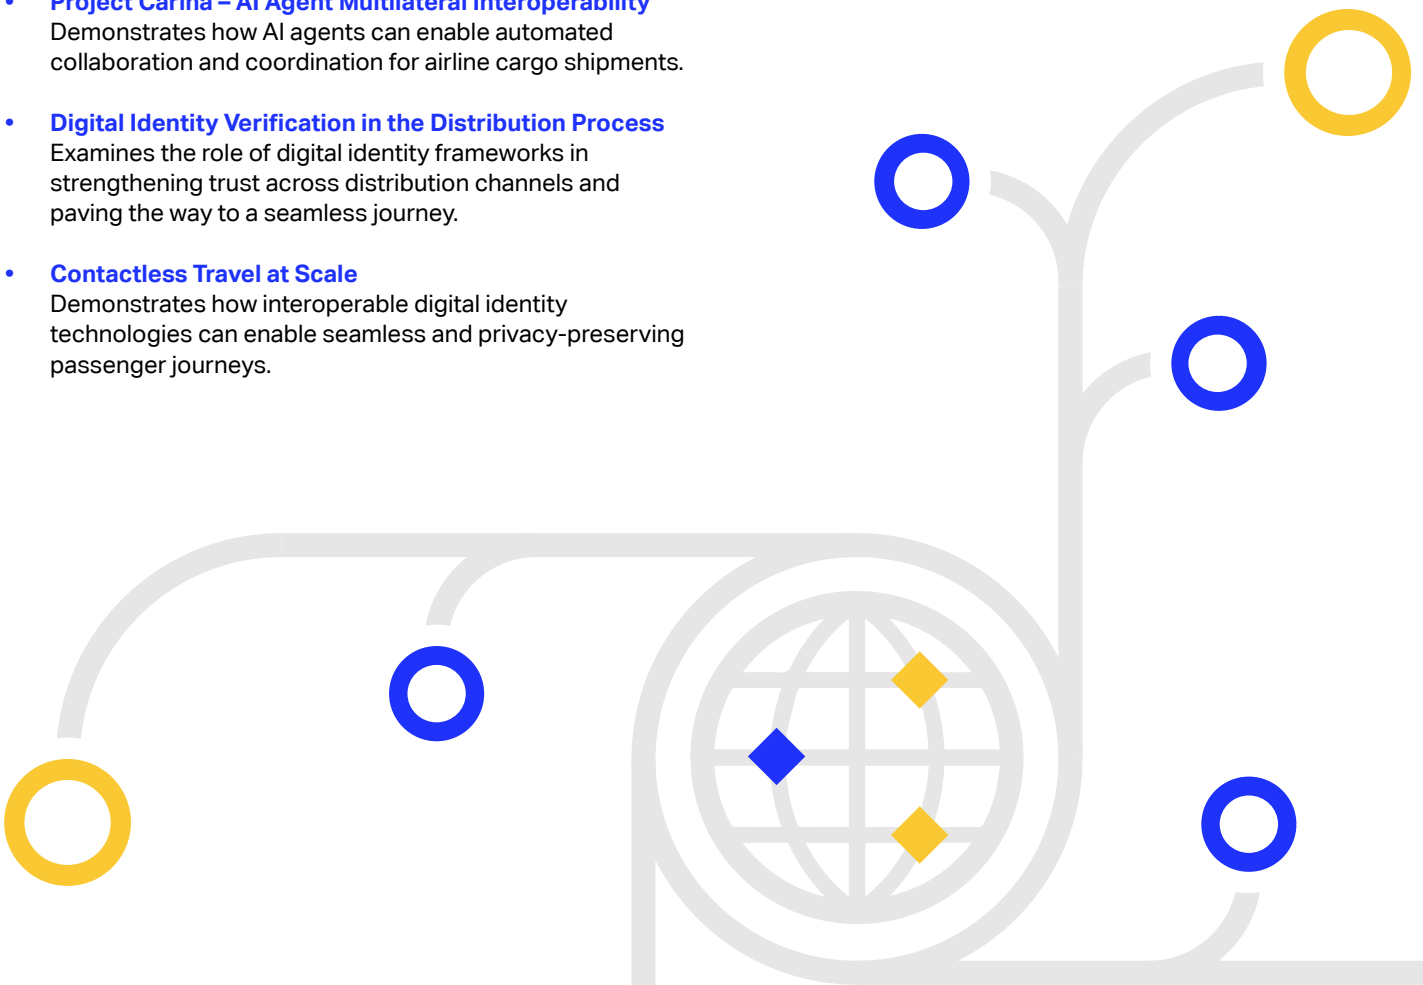 • Project Carina – AI Agent Multilateral Interoperability
Demonstrates how AI agents can enable automated
collaboration and coordination for airline cargo shipments.
• Digital Identity Verification in the Distribution Process
Examines the role of digital identity frameworks in
strengthening trust across distribution channels and
paving the way to a seamless journey.
• Contactless Travel at Scale
Demonstrates how interoperable digital identity
technologies can enable seamless and privacy-preserving
passenger journeys.